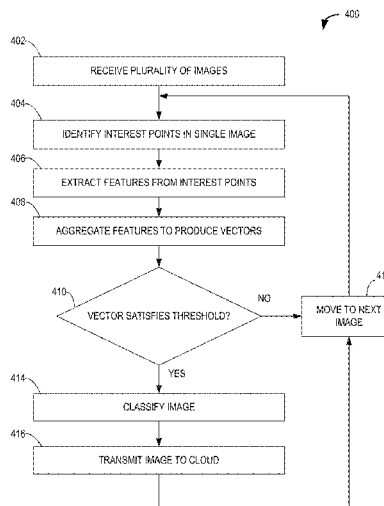 400
402
RECEIVE PLURALITY OF IMAGES
404
IDENTIFY INTEREST POINTS IN SINGLE IMAGE
406
EXTRACT FEATURES FROM INTEREST POINTS
408
AGGREGATE FEATURES TO PRODUCE VECTORS
410
VECTOR SATISFIES THRESHOLD?
NO
MOVE TO NEXT
IMAGE
YES
414
CLASSIFY IMAGE
416
TRANSMIT IMAGE TO CLOUD